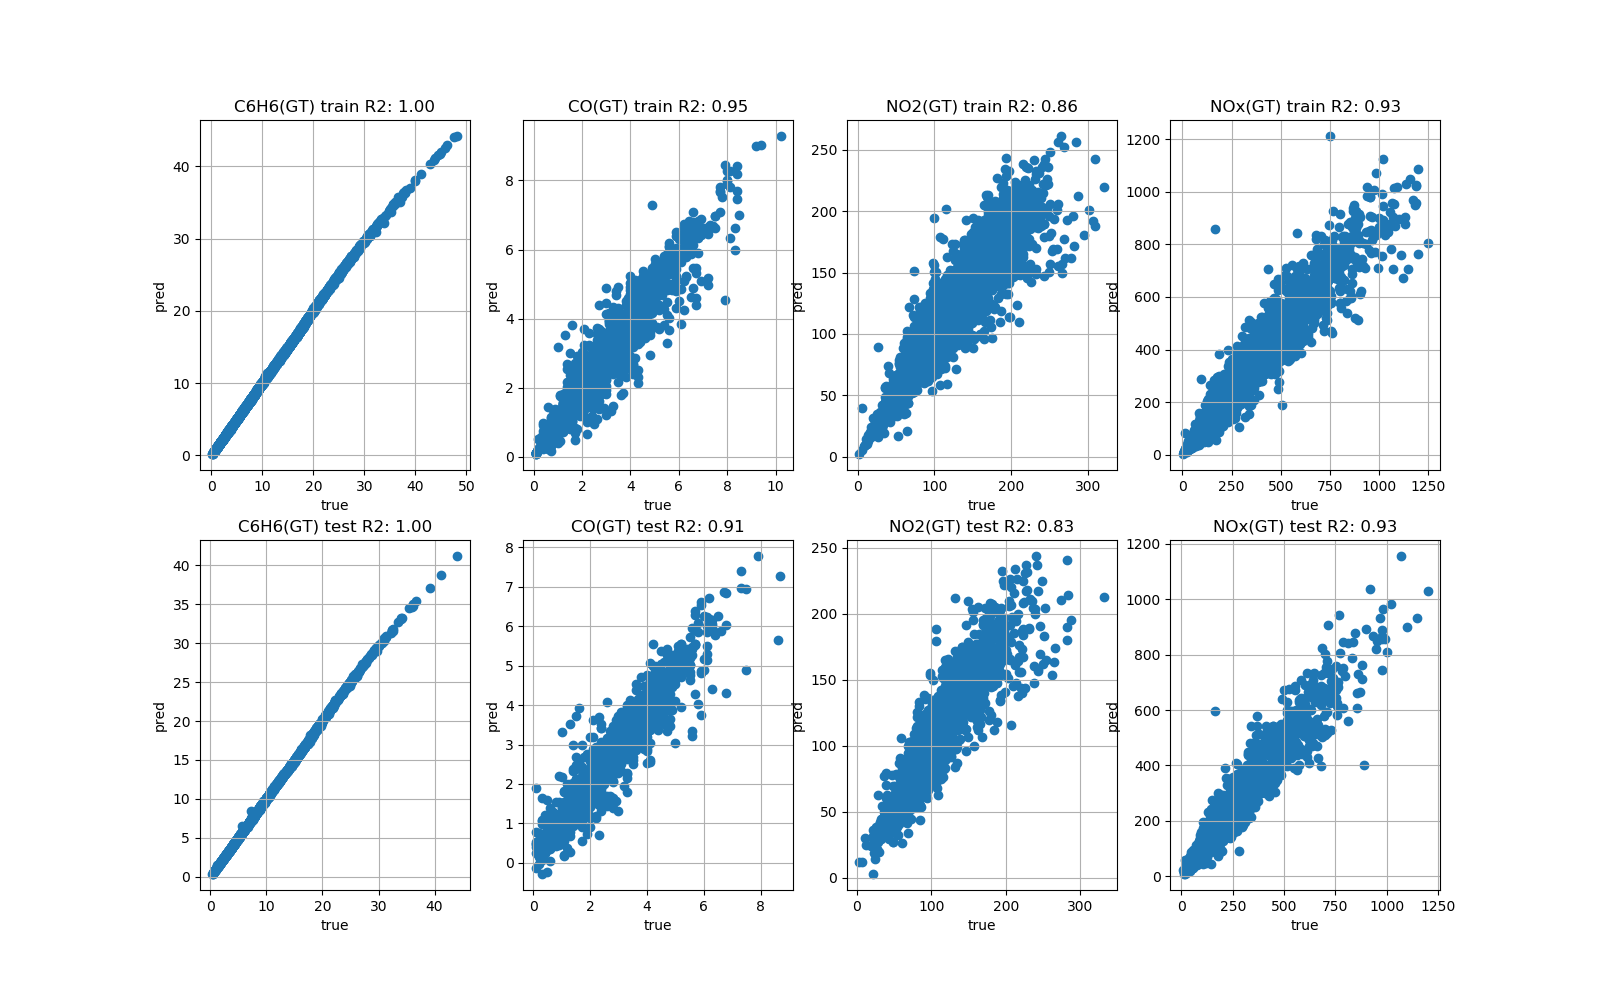 C6H6(GT) train R2: 1.00
pred
40
30
20
10
0
0 10 20 30 40 50
true
CO(GT) train R2: 0.95
pred
8
6
4
2
0
0 2 4 6 8 10
true
NO2(GT) train R2: 0.86
pred
250
200
150
100
50
0
0 100 200 300
true
NOx(GT) train R2: 0.93
pred
1200
1000
800
600
400
200
0
0 250 500 750 1000 1250
true
C6H6(GT) test R2: 1.00
pred
40
35
30
25
20
15
10
5
0
0 10 20 30 40
true
CO(GT) test R2: 0.91
pred
8
7
6
5
4
3
2
1
0
0 2 4 6 8
true
NO2(GT) test R2: 0.83
pred
250
200
150
100
50
0
0 100 200 300
true
NOx(GT) test R2: 0.93
pred
1200
1000
800
600
400
200
0
0 250 500 750 1000 1250
true